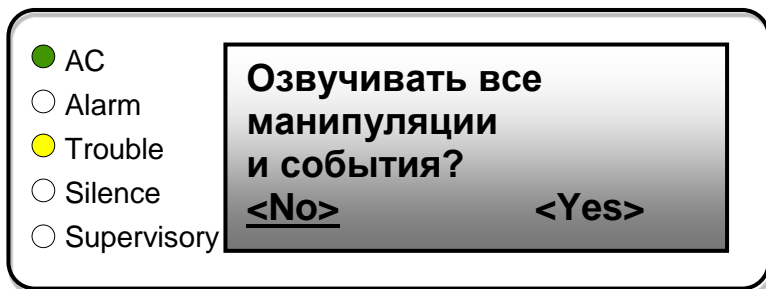 AC
Alarm
Trouble
Silence
Supervisory
Озвучивать все
манипуляции
и события?
<No> <Yes>